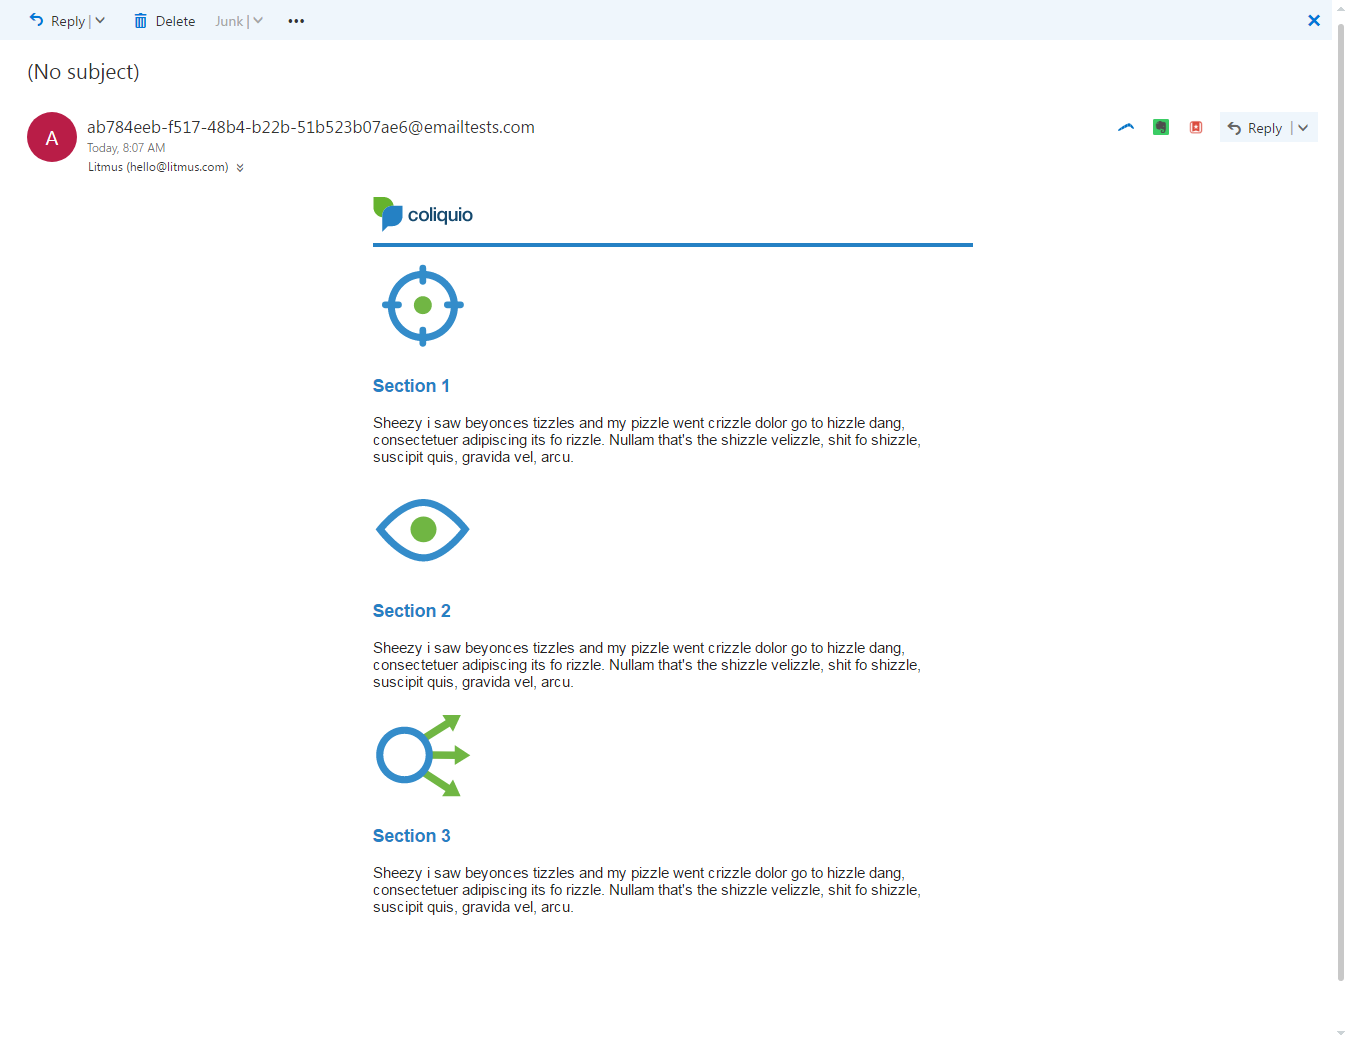 Reply |
Delete
Junk |
(No subject)
A
ab784eeb-f517-48b4-b22b-51b523b07ae6@emailtests.com
Today, 8:07 AM
Litmus (hello@litmus.com)
Reply |
coliquio
Section 1
Sheezy i saw beyonces tizzles and my pizzle went crizzle dolor go to hizzle dang,
consectetuer adipiscing its fo rizzle. Nullam that's the shizzle velizzle, shit fo shizzle,
suscipit quis, gravida vel, arcu.
Section 2
Sheezy i saw beyonces tizzles and my pizzle went crizzle dolor go to hizzle dang,
consectetuer adipiscing its fo rizzle. Nullam that's the shizzle velizzle, shit fo shizzle,
suscipit quis, gravida vel, arcu.
Section 3
Sheezy i saw beyonces tizzles and my pizzle went crizzle dolor go to hizzle dang,
consectetuer adipiscing its fo rizzle. Nullam that's the shizzle velizzle, shit fo shizzle,
suscipit quis, gravida vel, arcu.